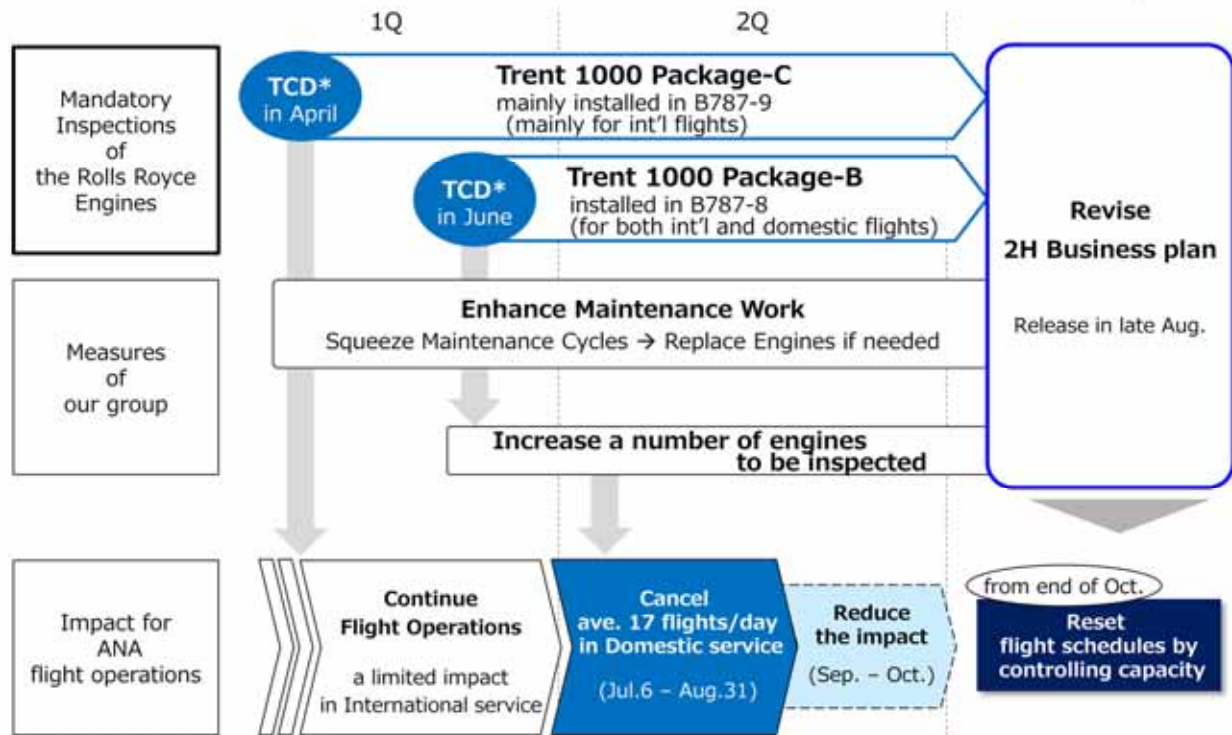 1Q
2Q
Mandatory
Inspections
of
the Rolls Royce
Engines
TCD*
in April
Trent 1000 Package-C
mainly installed in B787-9
(mainly for int'l flights)
TCD*
in June
Trent 1000 Package-B
installed in B787-8
(for both int'l and domestic flights)
Revise
2H Business plan
Release in late Aug.
Measures
of
our group
Enhance Maintenance Work
Squeeze Maintenance Cycles → Replace Engines if needed
Increase a number of engines
to be inspected
Impact for
ANA
flight operations
Continue
Flight Operations
a limited impact
in International service
Cancel
ave. 17 flights/day
in Domestic service
(Jul.6 – Aug.31)
Reduce
the impact
(Sep. – Oct.)
from end of Oct.
Reset
flight schedules by
controlling capacity